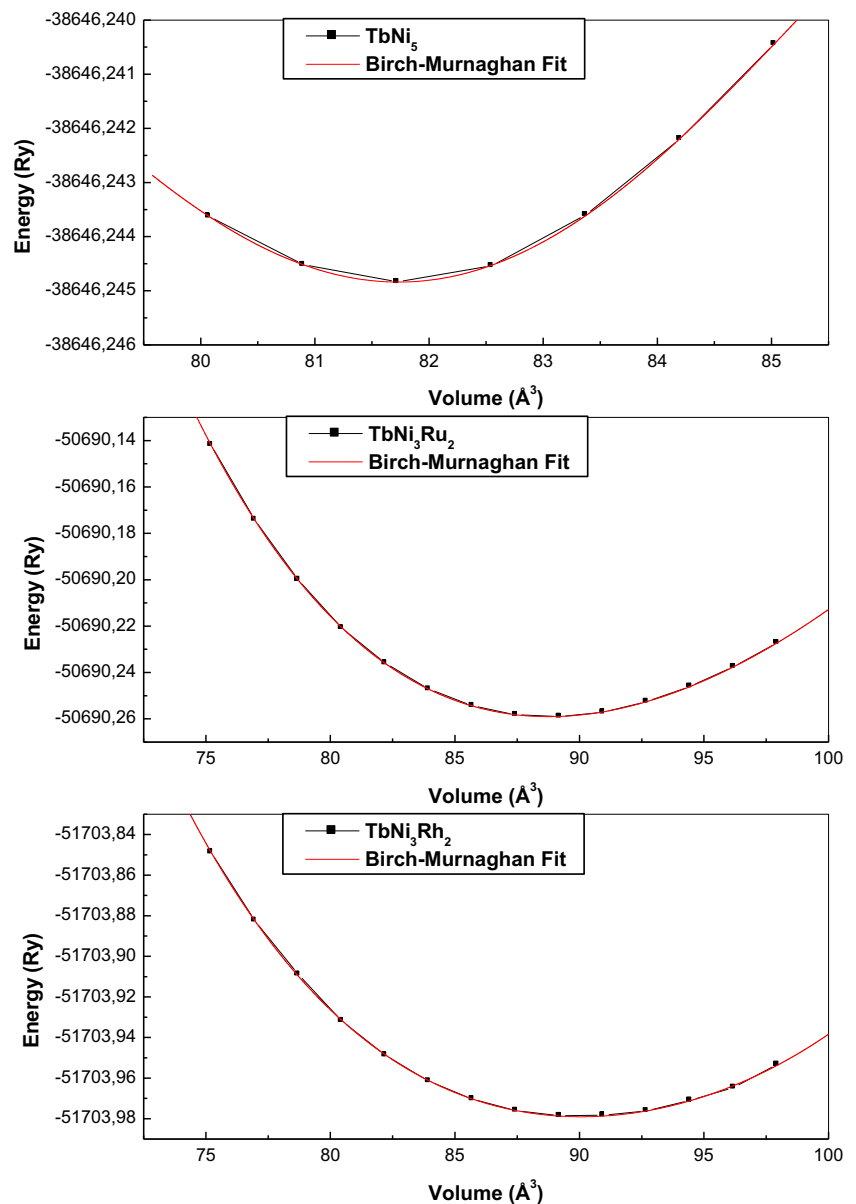 -38646,240
-38646,241
-38646,242
-38646,243
-38646,244
-38646,245
-38646,246
Energy (Ry)
TbNi5
Birch-Murnaghan Fit
80 81 82 83 84 85
Volume (Å3)
-50690,14
-50690,16
-50690,18
-50690,20
-50690,22
-50690,24
-50690,26
Energy (Ry)
TbNi3Ru2
Birch-Murnaghan Fit
75 80 85 90 95 100
Volume (Å3)
-51703,84
-51703,86
-51703,88
-51703,90
-51703,92
-51703,94
-51703,96
-51703,98
Energy (Ry)
TbNi3Rh2
Birch-Murnaghan Fit
75 80 85 90 95 100
Volume (Å3)